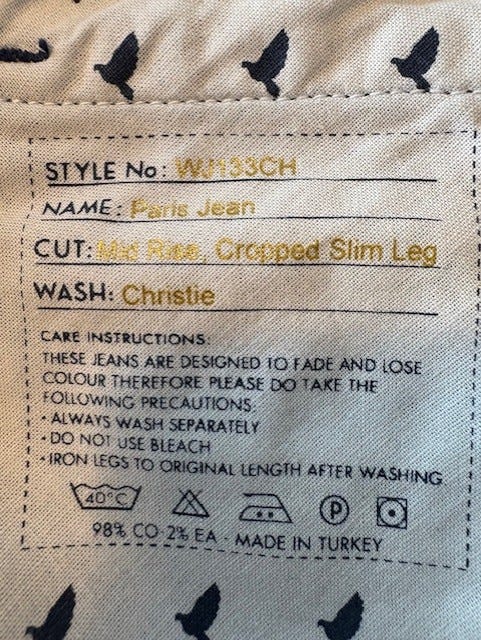 STYLE No: WJ133CH
NAME: Paris Jean
CUT: Mid Rise, Cropped Slim Leg
WASH: Christie
CARE INSTRUCTIONS:
THESE JEANS ARE DESIGNED TO FADE AND LOSE
COLOUR THEREFORE PLEASE DO TAKE THE
FOLLOWING PRECAUTIONS:
• ALWAYS WASH SEPARATELY
• DO NOT USE BLEACH
• IRON LEGS TO ORIGINAL LENGTH AFTER WASHING
40°C P
98% CO-2% EA - MADE IN TURKEY